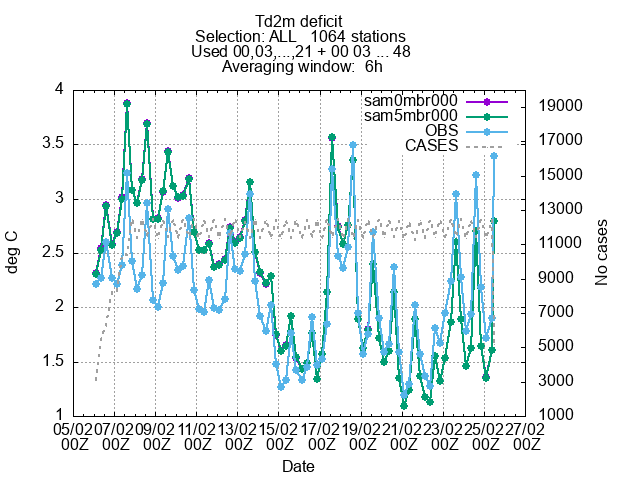 Td2m deficit
Selection: ALL   1064 stations
Used 00,03,...,21 + 00 03 ... 48
Averaging window:  6h
sam0mbr000
sam5mbr000
OBS
CASES
4
3.5
3
2.5
2
1.5
1
deg C
19000
17000
15000
13000
11000
9000
7000
5000
3000
1000
No cases
05/02 07/02 09/02 11/02 13/02 15/02 17/02 19/02 21/02 23/02 25/02 27/02
00Z 00Z 00Z 00Z 00Z 00Z 00Z 00Z 00Z 00Z 00Z 00Z
Date